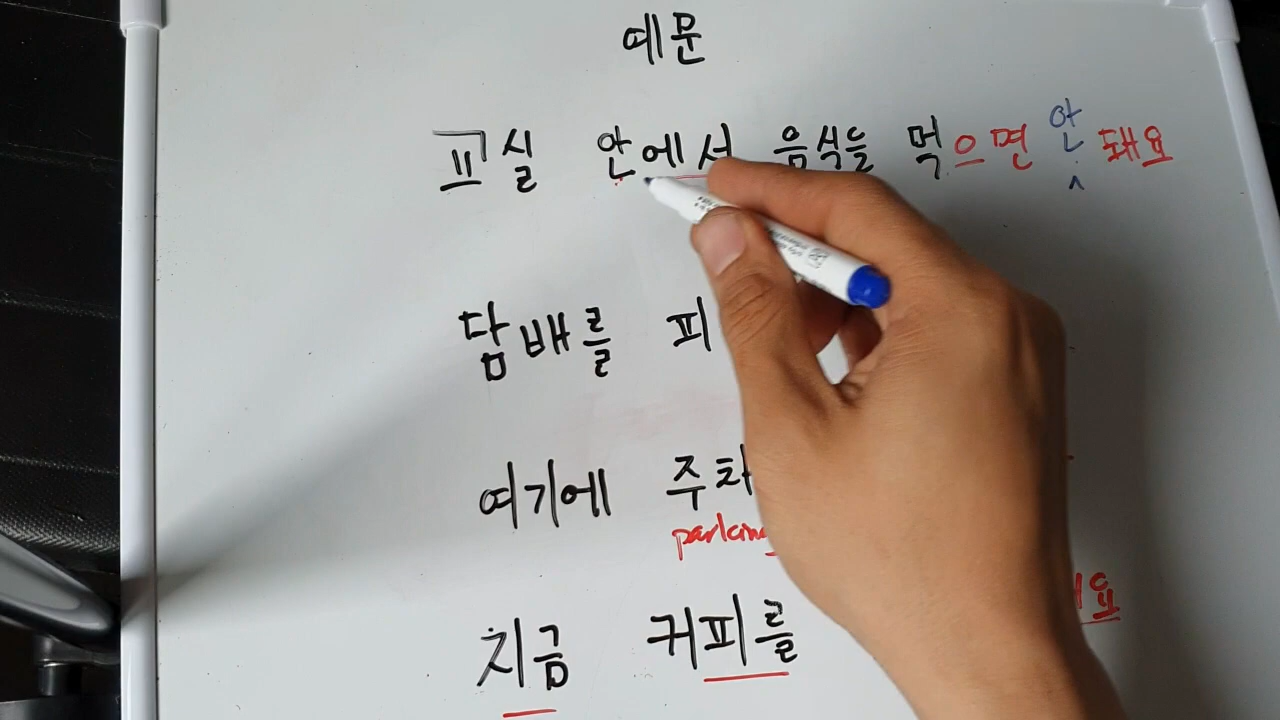 예문
교실 안에서 음식을 먹으면 안 돼요
담배를 피
여기에 주차
parking
지금 커피를
요